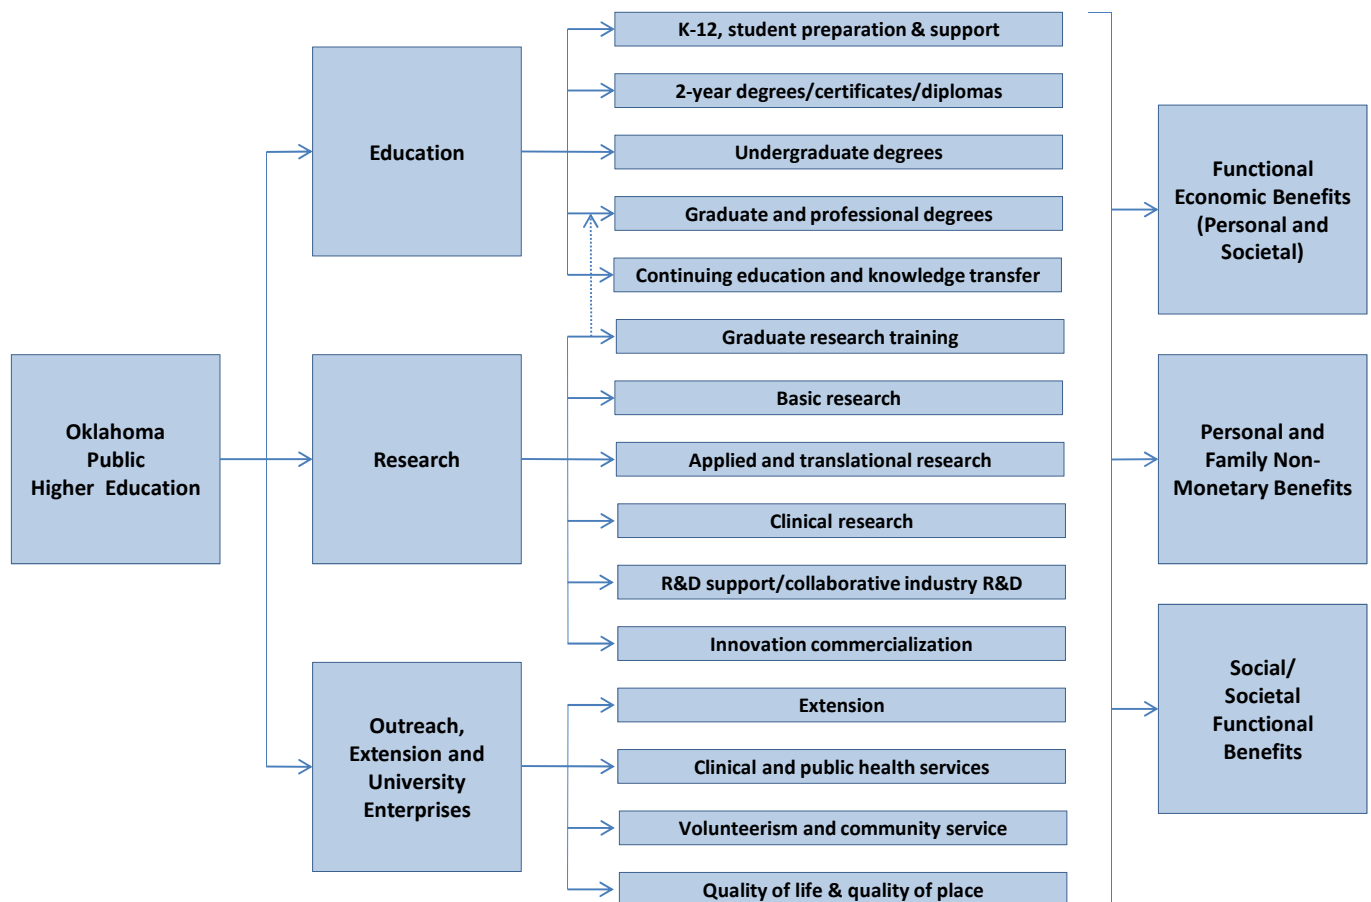 Oklahoma
Public
Higher Education
Education
Research
Outreach,
Extension and
University
Enterprises
K-12, student preparation & support
2-year degrees/certificates/diplomas
Undergraduate degrees
Graduate and professional degrees
Continuing education and knowledge transfer
Graduate research training
Basic research
Applied and translational research
Clinical research
R&D support/collaborative industry R&D
Innovation commercialization
Extension
Clinical and public health services
Volunteerism and community service
Quality of life & quality of place
Functional
Economic Benefits
(Personal and
Societal)
Personal and
Family Non-
Monetary Benefits
Social/
Societal
Functional
Benefits